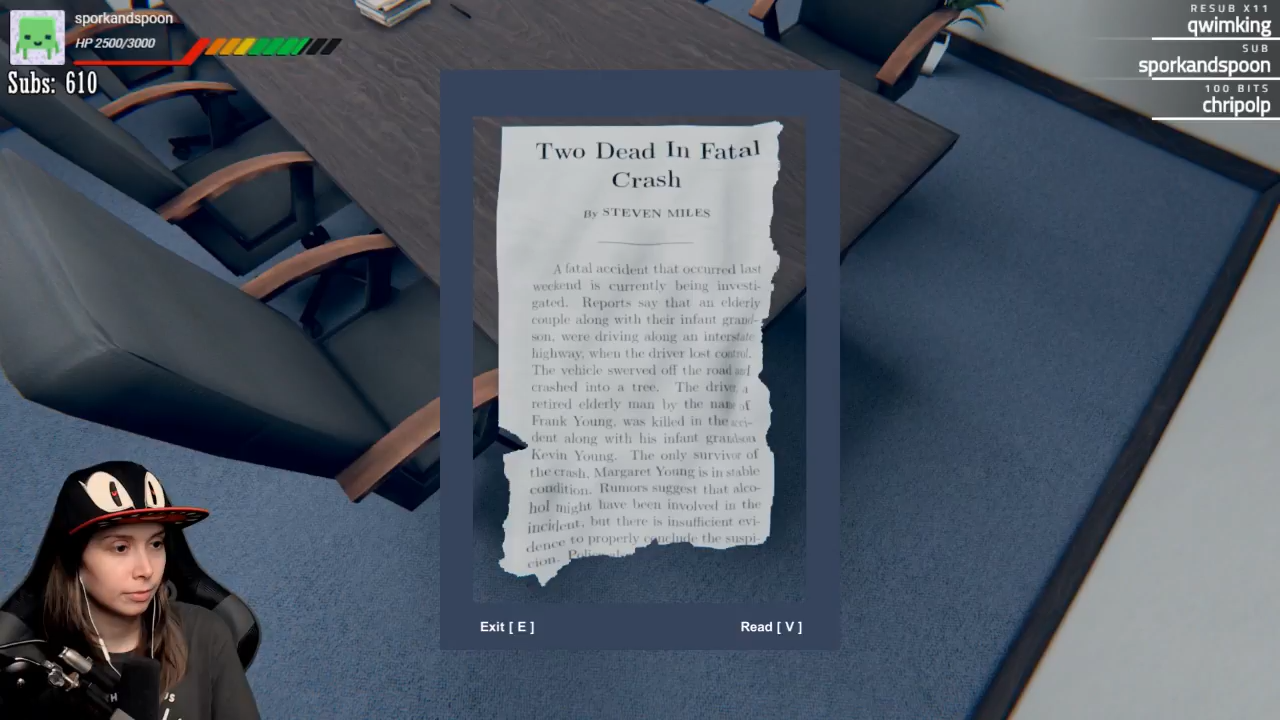 sporkandspoon
HP 2500/3000
Subs: 610
RESUB X11
qwimking
SUB
sporkandspoon
100 BITS
chripolp
Two Dead In Fatal
Crash
By STEVEN MILES
A fatal accident that occurred last
weekend is currently being investi-
gated. Reports say that an elderly
couple along with their infant grand-
son, were driving along an interstate
highway, when the driver lost control.
The vehicle swerved off the road and
crashed into a tree. The driver, a
retired elderly man by the name of
Frank Young, was killed in the acci-
dent along with his infant grandson
Kevin Young. The only survivor of
the crash, Margaret Young is in stable
condition. Rumors suggest that alco-
hol might have been involved in the
incident, but there is insufficient evi-
dence to properly conclude the suspi-
cion.
Exit [ E ]
Read [ V ]